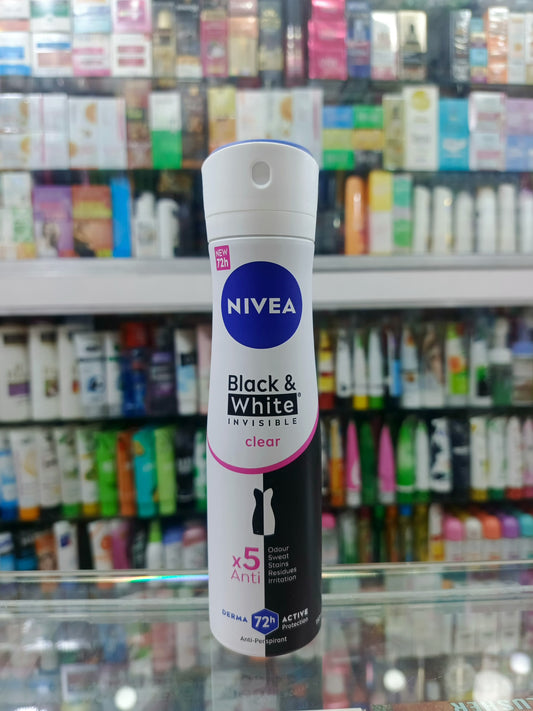 NEW
72h
NIVEA
Black &
White®
INVISIBLE
clear
x5
Anti
Odour
Sweat
Stains
Residues
Irritation
DERMA 72h ACTIVE
Protection
Anti-Perspirant
USHER